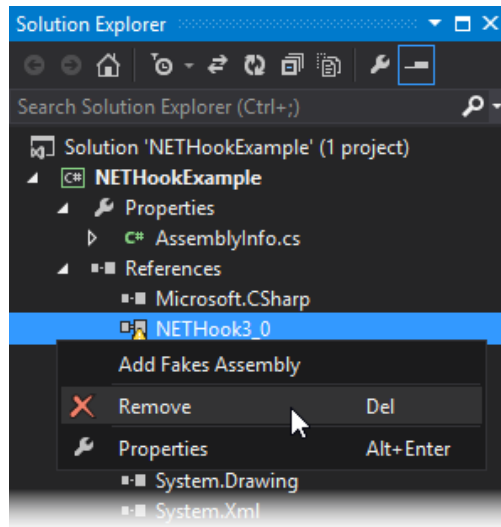 Solution Explorer
Search Solution Explorer (Ctrl+;)
Solution 'NETHookExample' (1 project)
C# NETHookExample
Properties
C# AssemblyInfo.cs
References
Microsoft.CSharp
NETHook3_0
Add Fakes Assembly
Remove Del
Properties Alt+Enter
System.Drawing
System.Xml